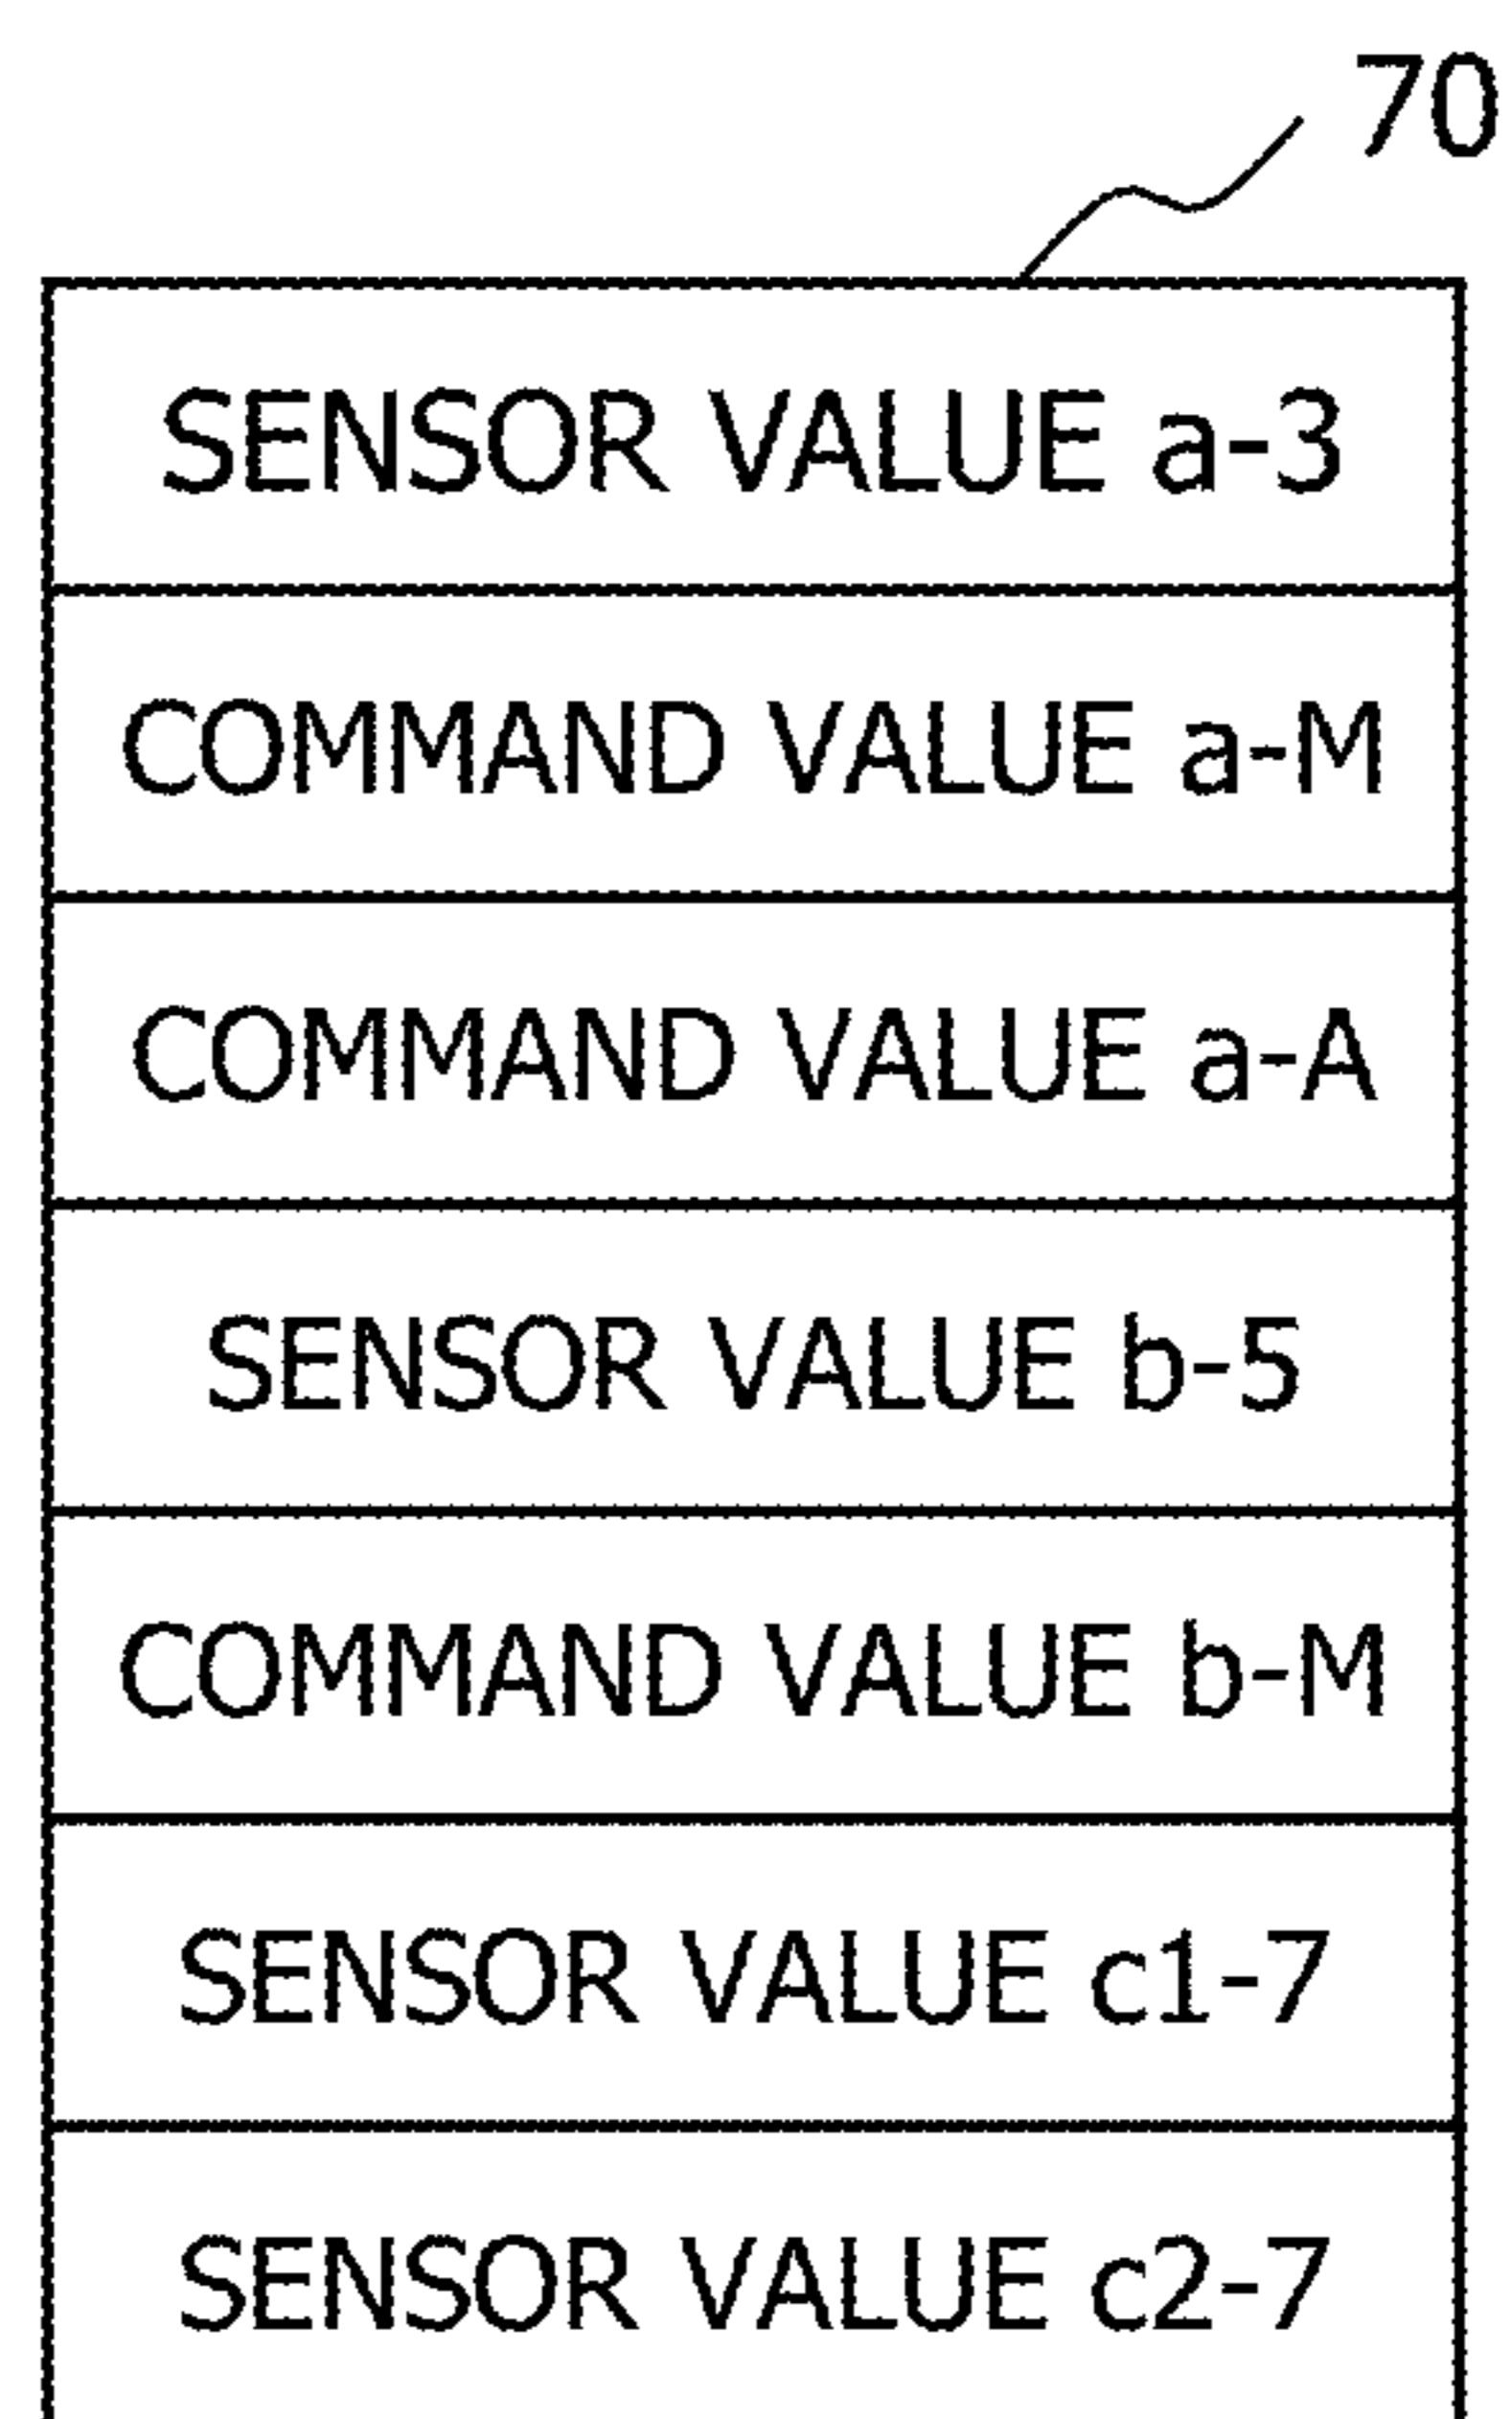 70
SENSOR VALUE a-3
COMMAND VALUE a-M
COMMAND VALUE a-A
SENSOR VALUE b-5
COMMAND VALUE b-M
SENSOR VALUE c1-7
SENSOR VALUE c2-7